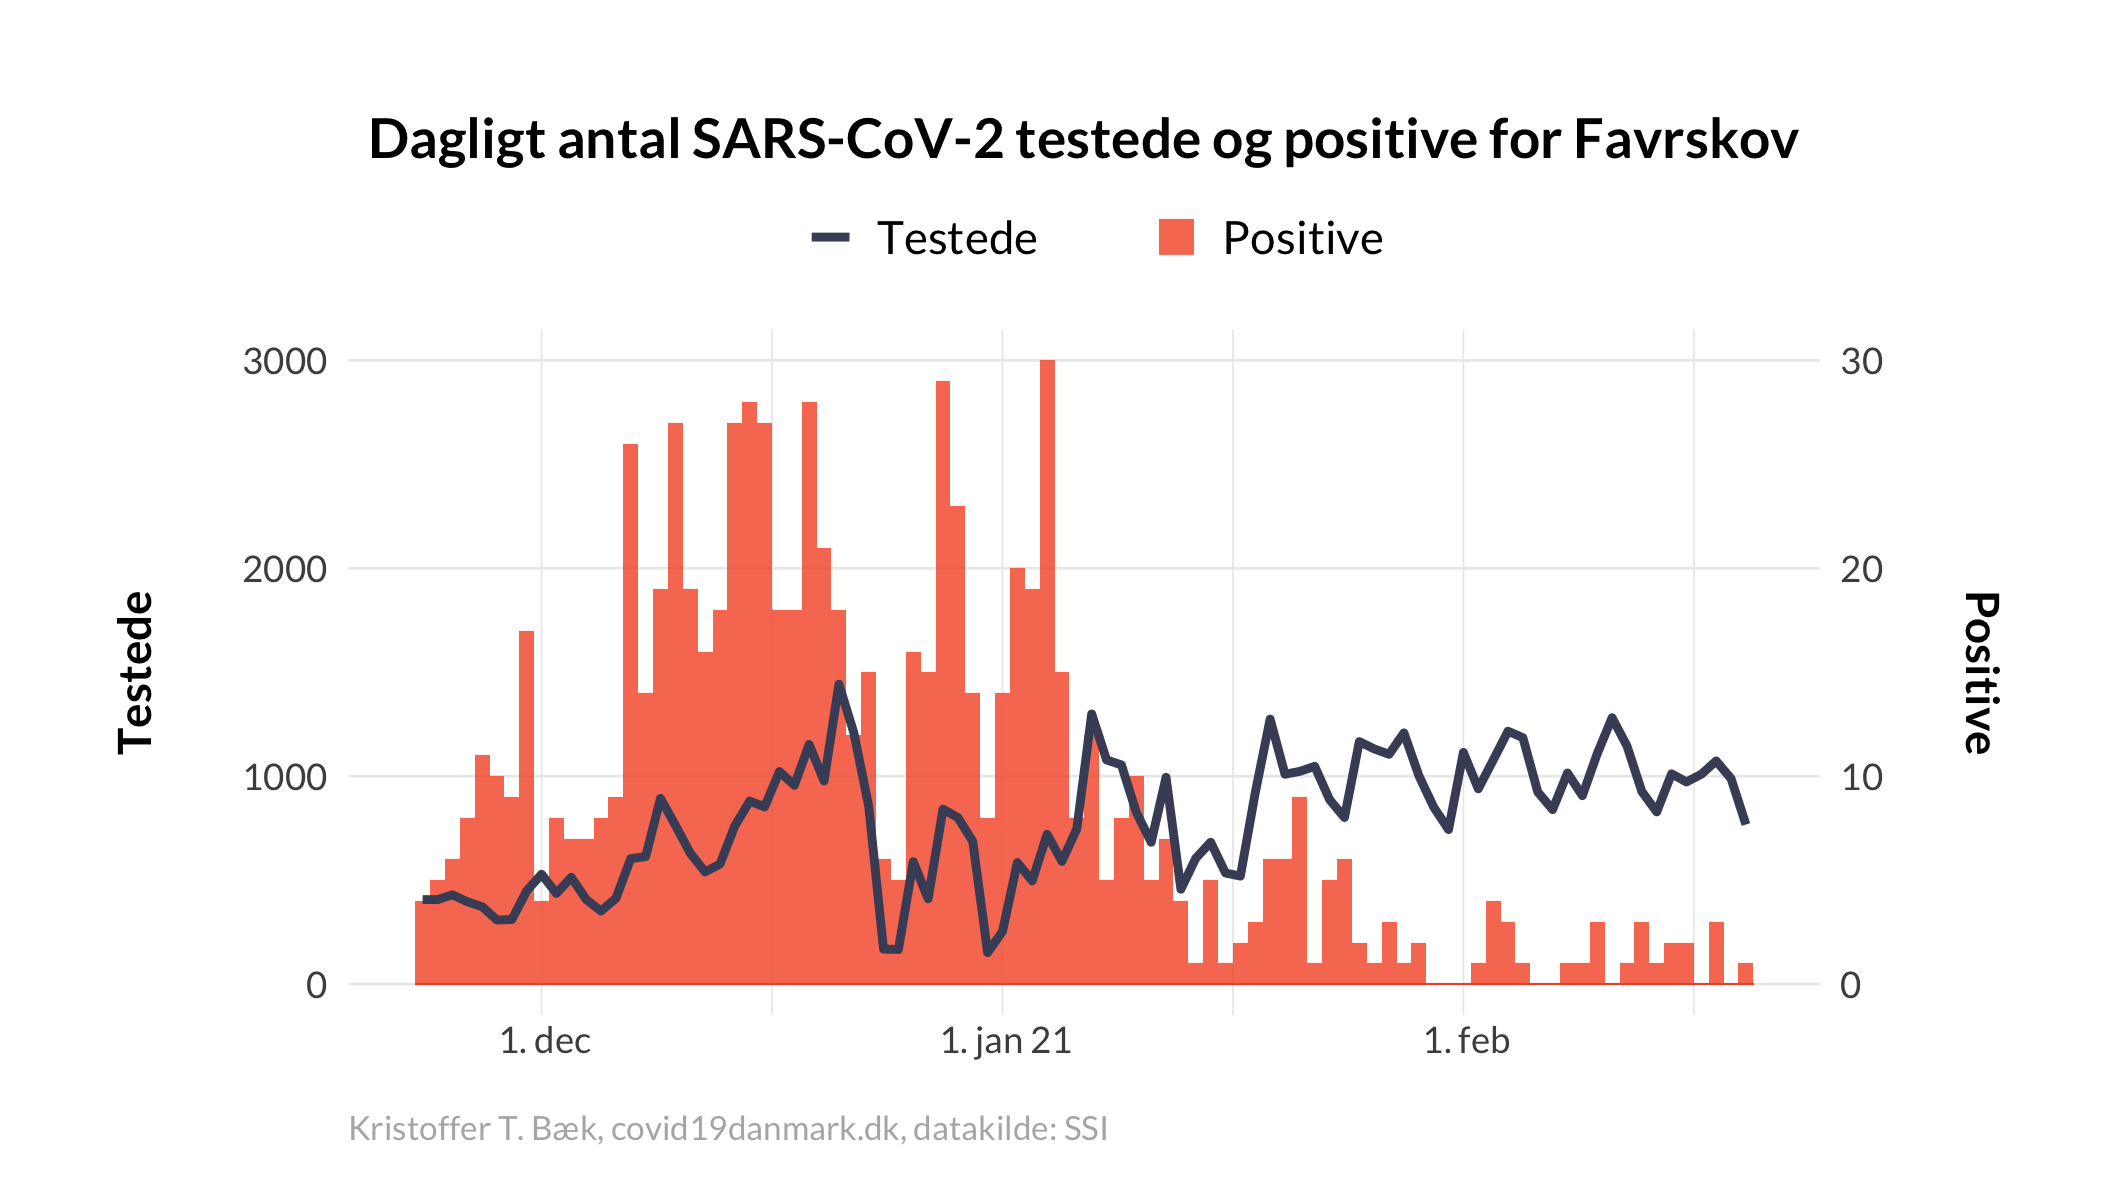 Dagligt antal SARS-CoV-2 testede og positive for Favrskov
Testede
Positive
3000
2000
1000
0
30
20
10
0
Testede
Positive
1. dec
1. jan 21
1. feb
Kristoffer T. Bæk, covid19danmark.dk, datakilde: SSI